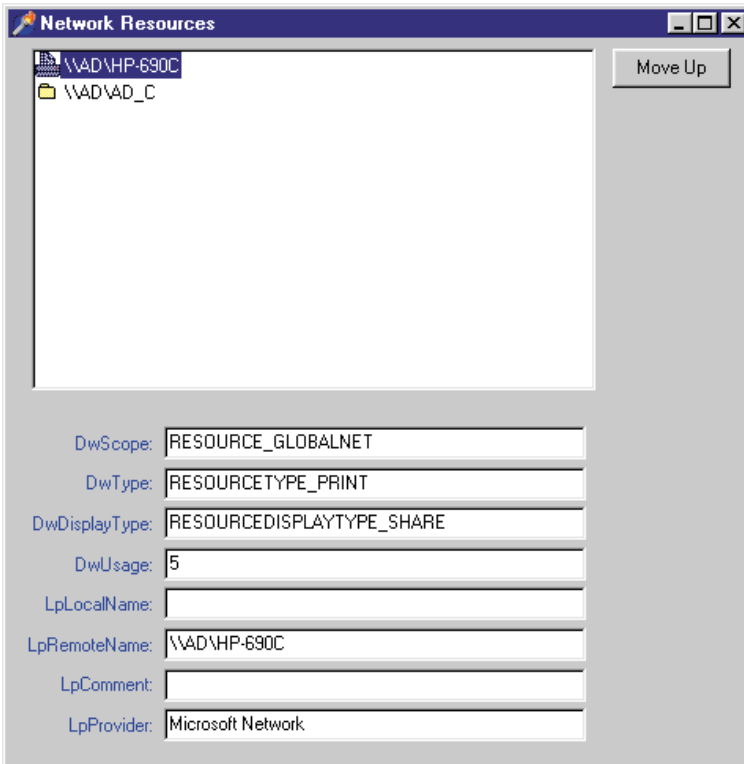 Network Resources
\\AD\HP-690C
Move Up
\\AD\AD_C
DwScope: RESOURCE_GLOBALNET
DwType: RESOURCETYPE_PRINT
DwDisplayType: RESOURCEDISPLAYTYPE_SHARE
DwUsage: 5
LpLocalName:
LpRemoteName: \\AD\HP-690C
LpComment:
LpProvider: Microsoft Network